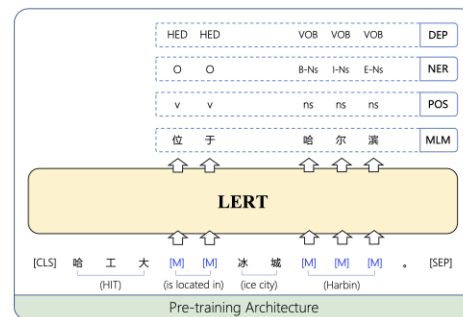 HED HED VOB VOB VOB DEP
O O B-Ns I-Ns E-Ns NER
v v ns ns ns POS
位 于 哈 尔 滨 MLM
LERT
[CLS] 哈 工 大 [M] [M] 冰 城 [M] [M] [M] 。 [SEP]
(HIT) (is located in) (ice city) (Harbin)
Pre-training Architecture